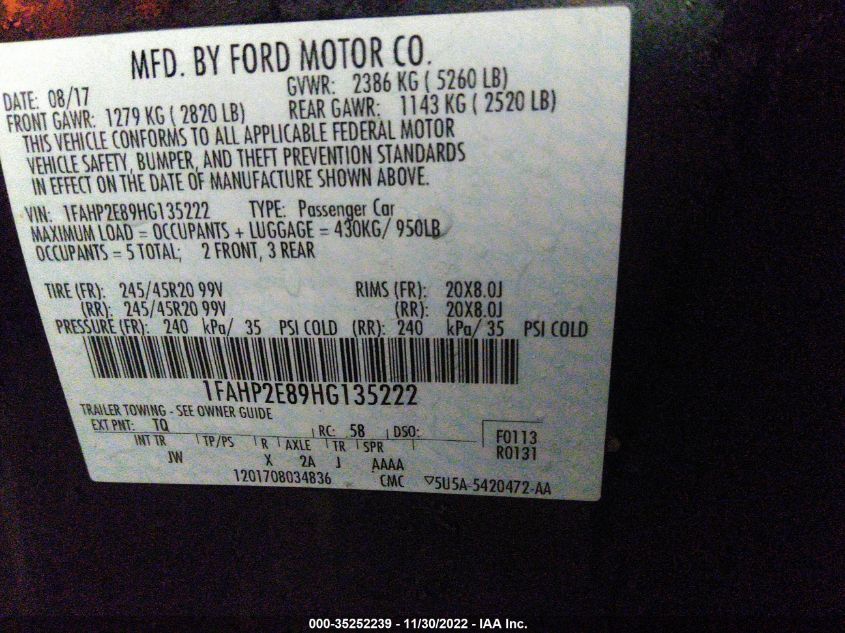 MFD. BY FORD MOTOR CO.
DATE: 08/17 GVWR: 2386 KG ( 5260 LB)
FRONT GAWR: 1279 KG ( 2820 LB) REAR GAWR: 1143 KG ( 2520 LB)
THIS VEHICLE CONFORMS TO ALL APPLICABLE FEDERAL MOTOR
VEHICLE SAFETY, BUMPER, AND THEFT PREVENTION STANDARDS
IN EFFECT ON THE DATE OF MANUFACTURE SHOWN ABOVE.
VIN: 1FAHP2E89HG135222 TYPE: Passenger Car
MAXIMUM LOAD = OCCUPANTS + LUGGAGE = 430KG/ 950LB
OCCUPANTS = 5 TOTAL; 2 FRONT, 3 REAR
TIRE (FR): 245/45R20 99V RIMS (FR): 20X8.0J
(RR): 245/45R20 99V (RR): 20X8.0J
PRESSURE (FR): 240 kPa/ 35 PSI COLD (RR): 240 kPa/ 35 PSI COLD
1FAHP2E89HG135222
TRAILER TOWING - SEE OWNER GUIDE
EXT PNT: TQ RC: 58 DSO: F0113
INT TR TP/PS R AXLE TR SPR R0131
JW X 2A J AAAA
1201708034836 CMC ▽5U5A-5420472-AA
000-35252239 - 11/30/2022 - IAA Inc.